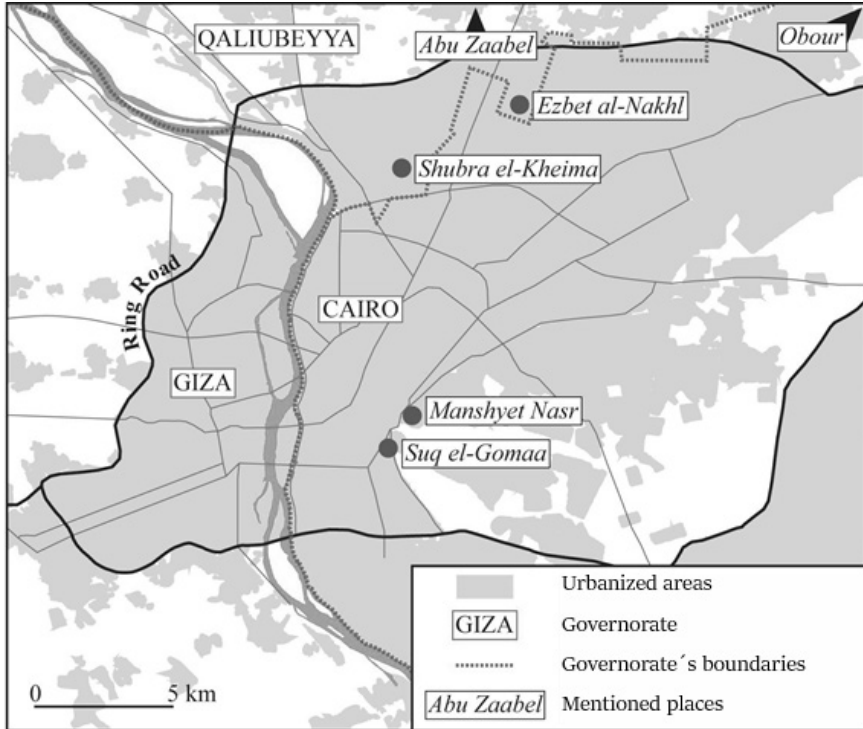 QALIUBEYYA
Abu Zaabel
Obour
Ezbet al-Nakhl
Shubra el-Kheima
Ring Road
CAIRO
GIZA
Manshyet Nasr
Suq el-Gomaa
Urbanized areas
GIZA Governorate
Governorate´s boundaries
Abu Zaabel Mentioned places
0 5 km